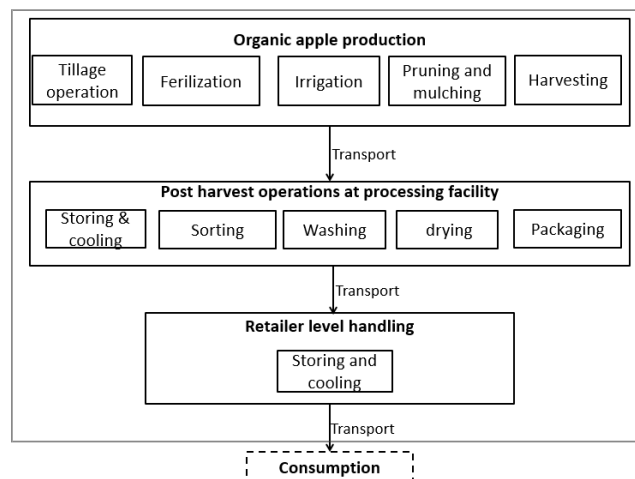 Organic apple production
Tillage
operation
Ferilization
Irrigation
Pruning and
mulching
Harvesting
Transport
Post harvest operations at processing facility
Storing &
cooling
Sorting
Washing
drying
Packaging
Transport
Retailer level handling
Storing and
cooling
Transport
Consumption